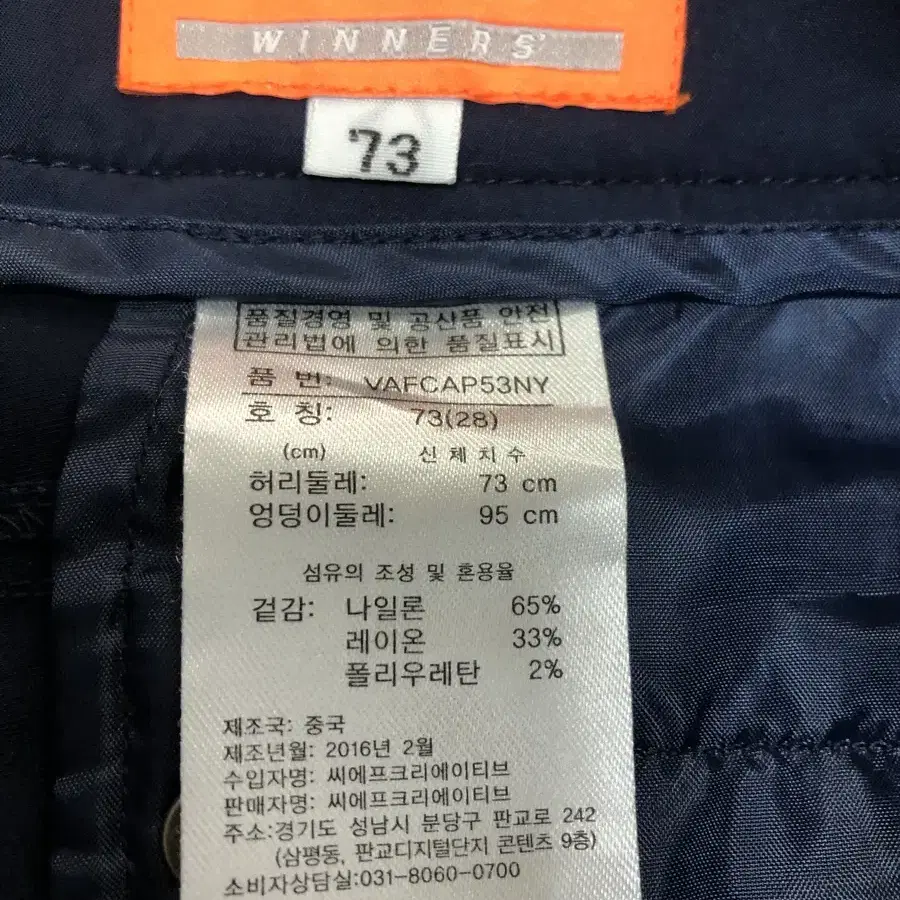 WINNERS'
'73
품질경영 및 공산품 안전
관리법에 의한 품질표시
품 번: VAFCAP53NY
호 칭: 73(28)
(cm) 신체치수
허리둘레: 73 cm
엉덩이둘레: 95 cm
섬유의 조성 및 혼용율
겉감: 나일론 65%
레이온 33%
폴리우레탄 2%
제조국: 중국
제조년월: 2016년 2월
수입자명: 씨에프크리에이티브
판매자명: 씨에프크리에이티브
주소:경기도 성남시 분당구 판교로 242
(삼평동, 판교디지털단지 콘텐츠 9층)
소비자상담실:031-8060-0700